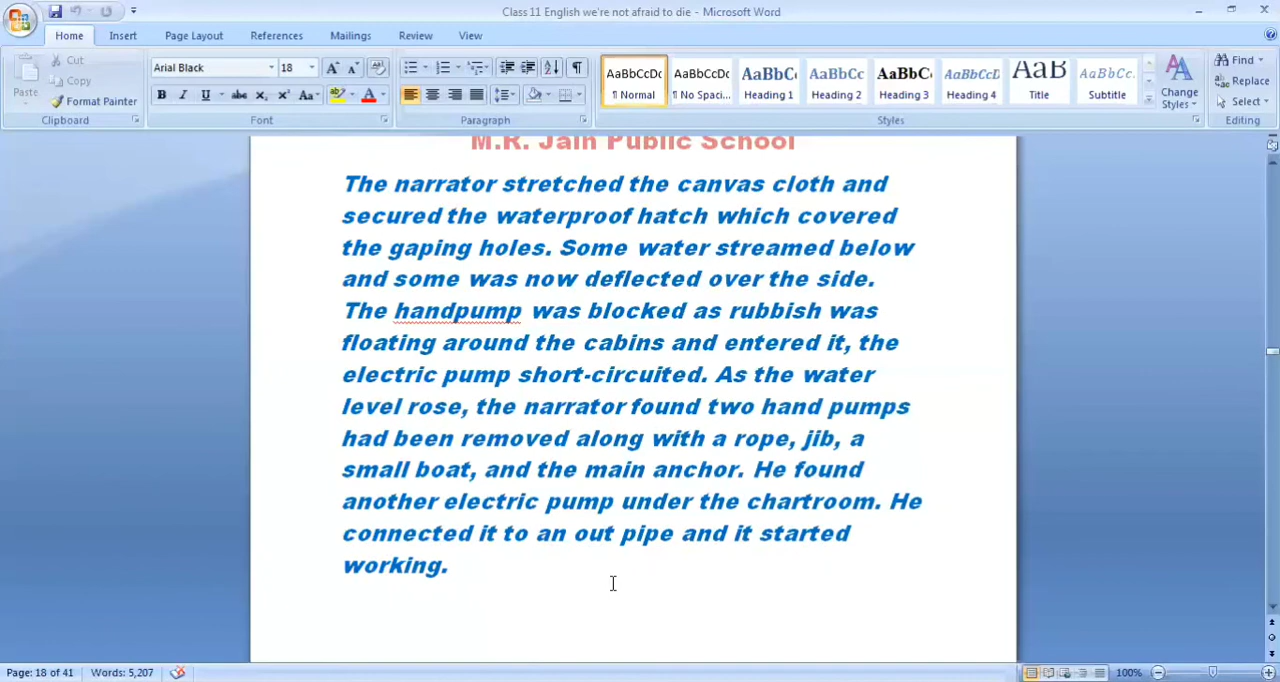 Class 11 English we're not afraid to die - Microsoft Word
Home Insert Page Layout References Mailings Review View
Cut
Copy
Paste
Format Painter
Clipboard
Arial Black 18
Font
Paragraph
AaBbCcDc AaBbCcDc AaBbC AaBbCc AaBbC AaBbCcD AaB AaBbCc.
¶ Normal ¶ No Spaci... Heading 1 Heading 2 Heading 3 Heading 4 Title Subtitle
Change Styles
Styles
Find
Replace
Select
Editing
M.R. Jain Public School
The narrator stretched the canvas cloth and
secured the waterproof hatch which covered
the gaping holes. Some water streamed below
and some was now deflected over the side.
The handpump was blocked as rubbish was
floating around the cabins and entered it, the
electric pump short-circuited. As the water
level rose, the narrator found two hand pumps
had been removed along with a rope, jib, a
small boat, and the main anchor. He found
another electric pump under the chartroom. He
connected it to an out pipe and it started
working.
Page: 18 of 41 Words: 5,207 100%